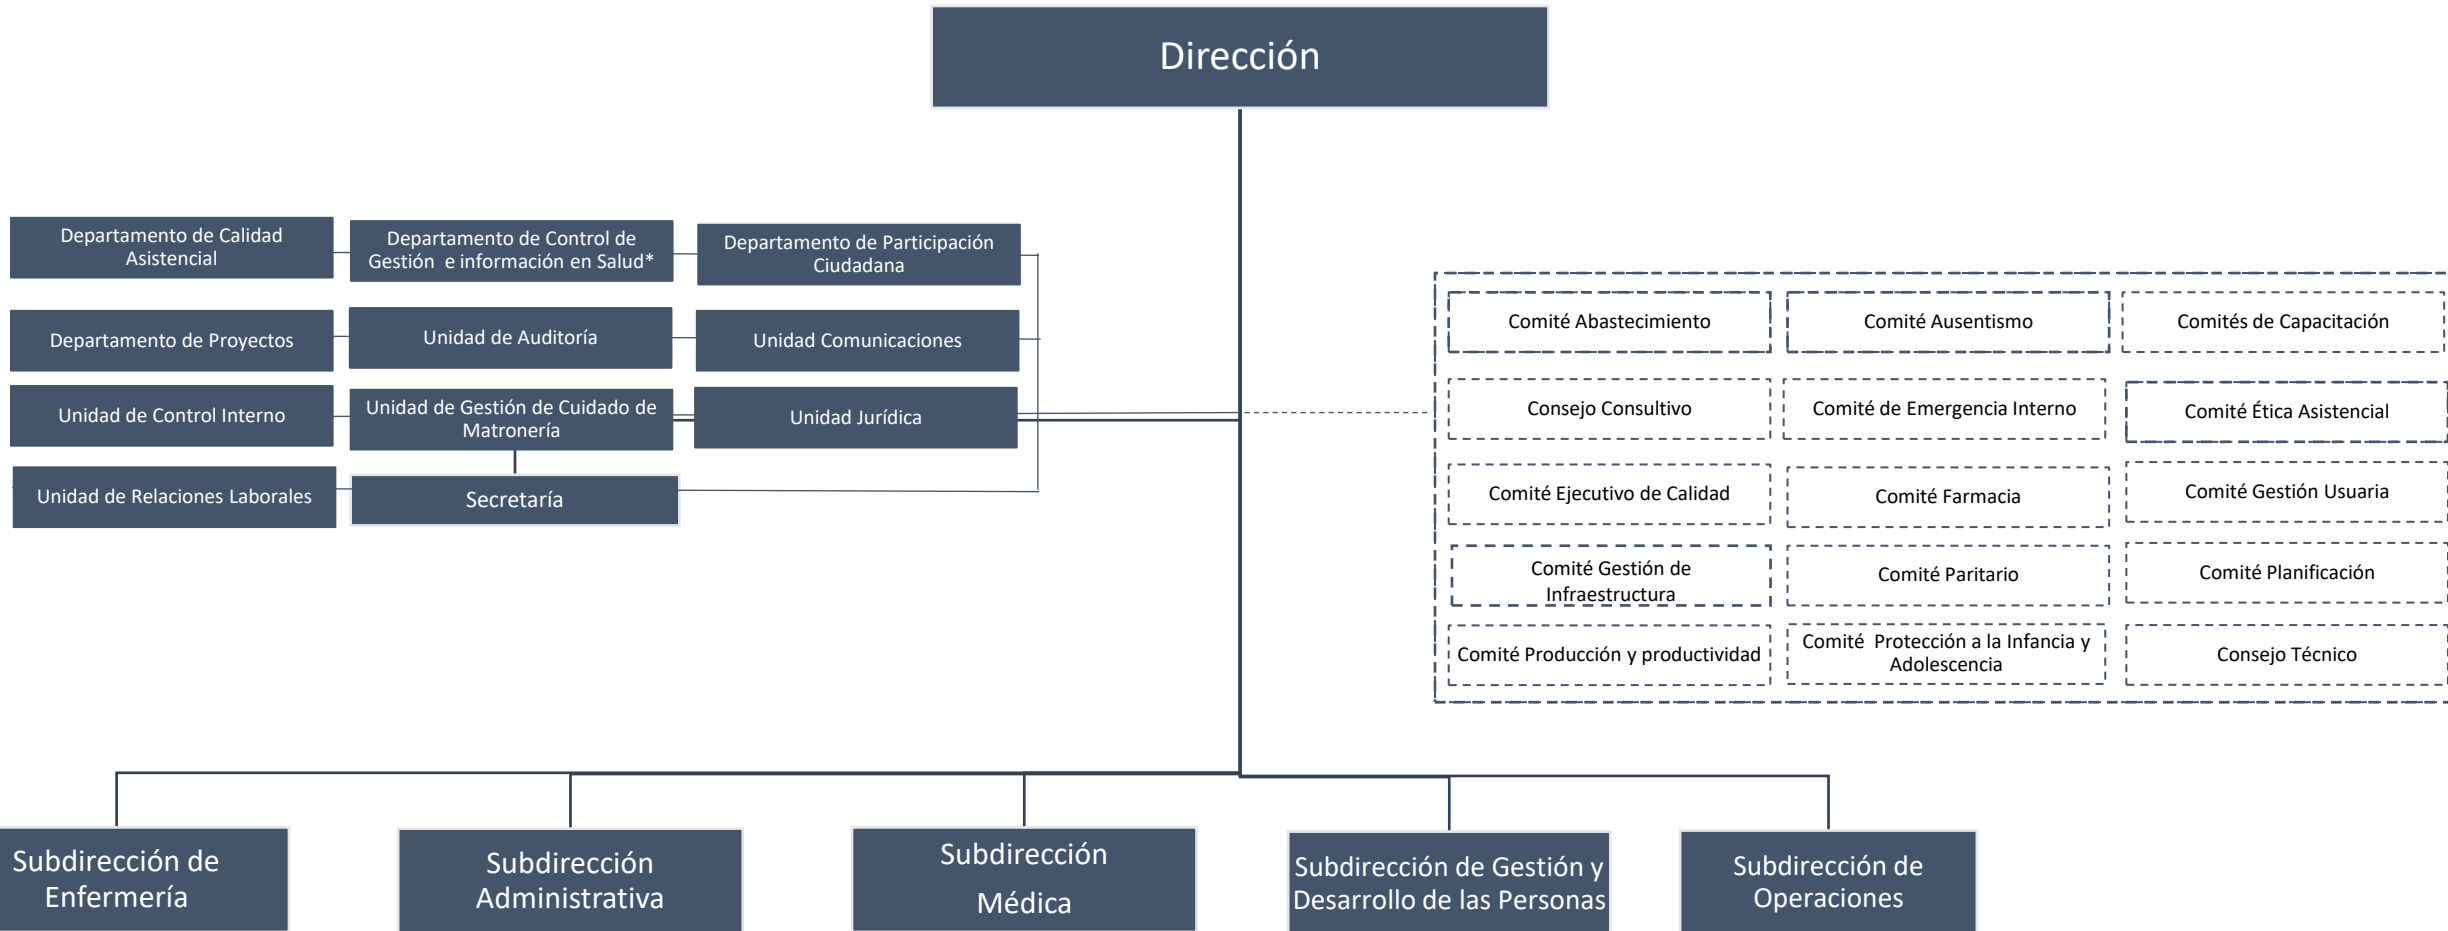 Dirección
Departamento de Calidad
Asistencial
Departamento de Control de
Gestión e información en Salud*
Departamento de Participación
Ciudadana
Departamento de Proyectos
Unidad de Auditoría
Unidad Comunicaciones
Unidad de Control Interno
Unidad de Gestión de Cuidado de
Matronería
Unidad Jurídica
Unidad de Relaciones Laborales
Secretaría
Comité Abastecimiento
Comité Ausentismo
Comités de Capacitación
Consejo Consultivo
Comité de Emergencia Interno
Comité Ética Asistencial
Comité Ejecutivo de Calidad
Comité Farmacia
Comité Gestión Usuaria
Comité Gestión de
Infraestructura
Comité Paritario
Comité Planificación
Comité Producción y productividad
Comité Protección a la Infancia y
Adolescencia
Consejo Técnico
Subdirección de
Enfermería
Subdirección
Administrativa
Subdirección
Médica
Subdirección de Gestión y
Desarrollo de las Personas
Subdirección de
Operaciones